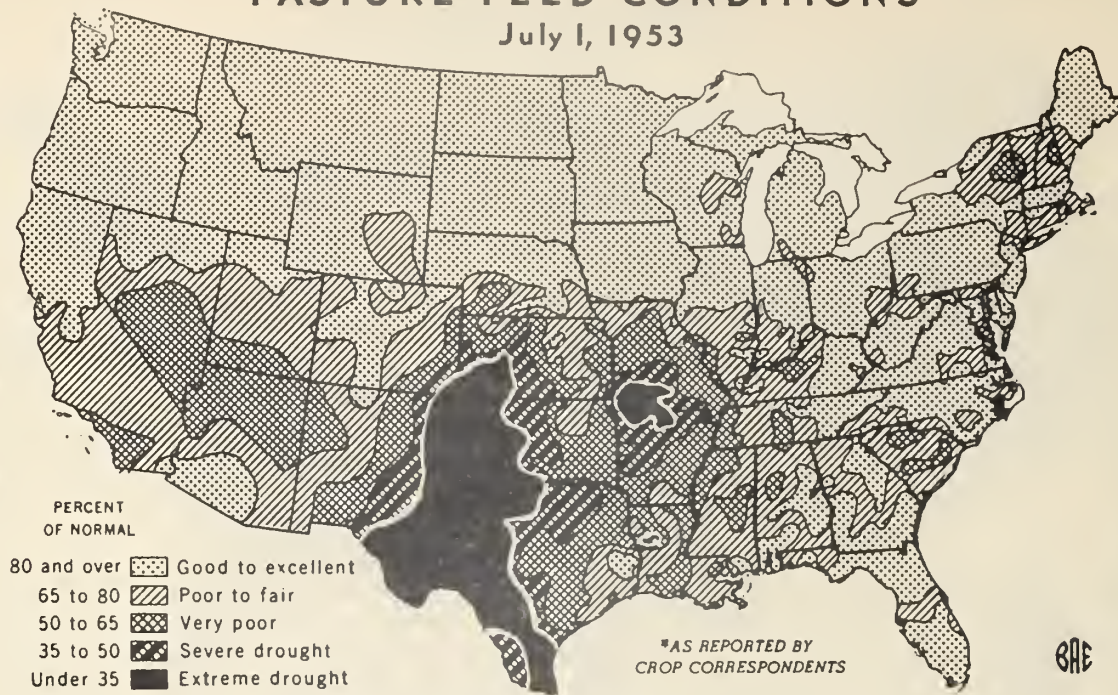 PASTURE FEED CONDITIONS
July 1, 1953
PERCENT
OF NORMAL
80 and over Good to excellent
65 to 80 Poor to fair
50 to 65 Very poor
35 to 50 Severe drought
Under 35 Extreme drought
*AS REPORTED BY
CROP CORRESPONDENTS
BAE